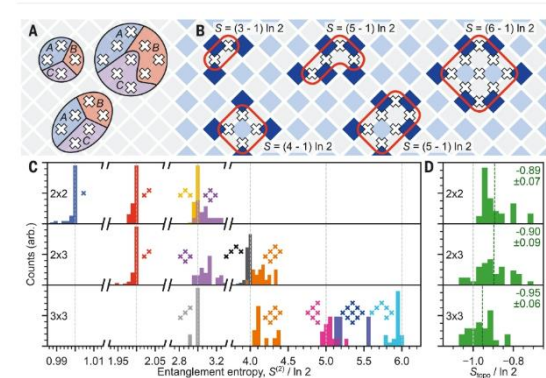 A
B
S = (3 - 1) ln 2
S = (5 - 1) ln 2
S = (6 - 1) ln 2
A
B
C
A
B
C
A
B
C
S = (4 - 1) ln 2
S = (5 - 1) ln 2
C
D
Counts (arb.)
2x2
2x3
3x3
2x2
-0.89
±0.07
2x3
-0.90
±0.09
3x3
-0.95
±0.06
0.99 1.01 1.95 2.05 2.8 3.2 4.0 4.5 5.0 5.5 6.0
Entanglement entropy, S(2) / ln 2
-1.0 -0.8
Stopo / ln 2